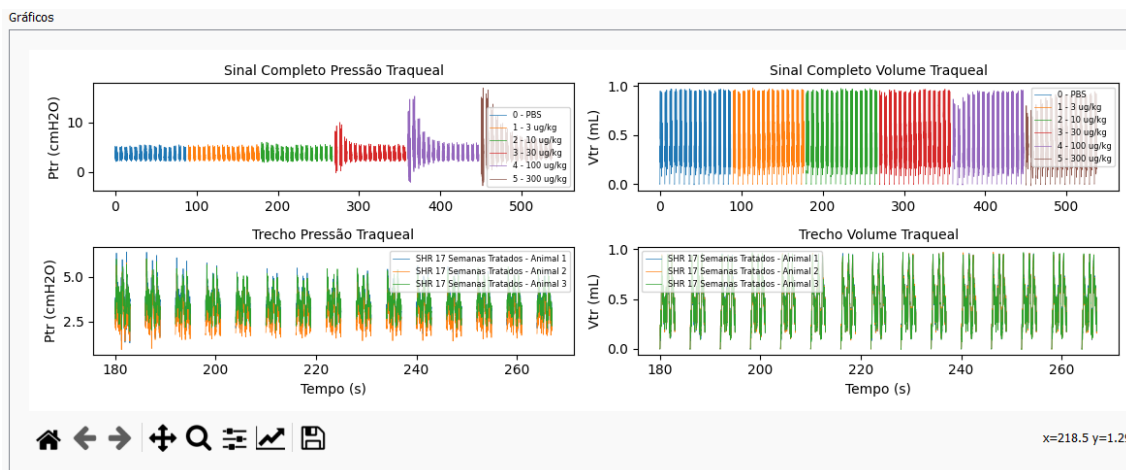 Gráficos
Sinal Completo Pressão Traqueal
Ptr (cmH2O)
10
0
0 - PBS
1 - 3 ug/kg
2 - 10 ug/kg
3 - 30 ug/kg
4 - 100 ug/kg
5 - 300 ug/kg
0 100 200 300 400 500
Sinal Completo Volume Traqueal
Vtr (mL)
1.0
0.5
0.0
0 - PBS
1 - 3 ug/kg
2 - 10 ug/kg
3 - 30 ug/kg
4 - 100 ug/kg
5 - 300 ug/kg
0 100 200 300 400 500
Trecho Pressão Traqueal
Ptr (cmH2O)
5.0
2.5
SHR 17 Semanas Tratados - Animal 1
SHR 17 Semanas Tratados - Animal 2
SHR 17 Semanas Tratados - Animal 3
180 200 220 240 260
Tempo (s)
Trecho Volume Traqueal
Vtr (mL)
1.0
0.5
0.0
SHR 17 Semanas Tratados - Animal 1
SHR 17 Semanas Tratados - Animal 2
SHR 17 Semanas Tratados - Animal 3
180 200 220 240 260
Tempo (s)
x=218.5 y=1.29